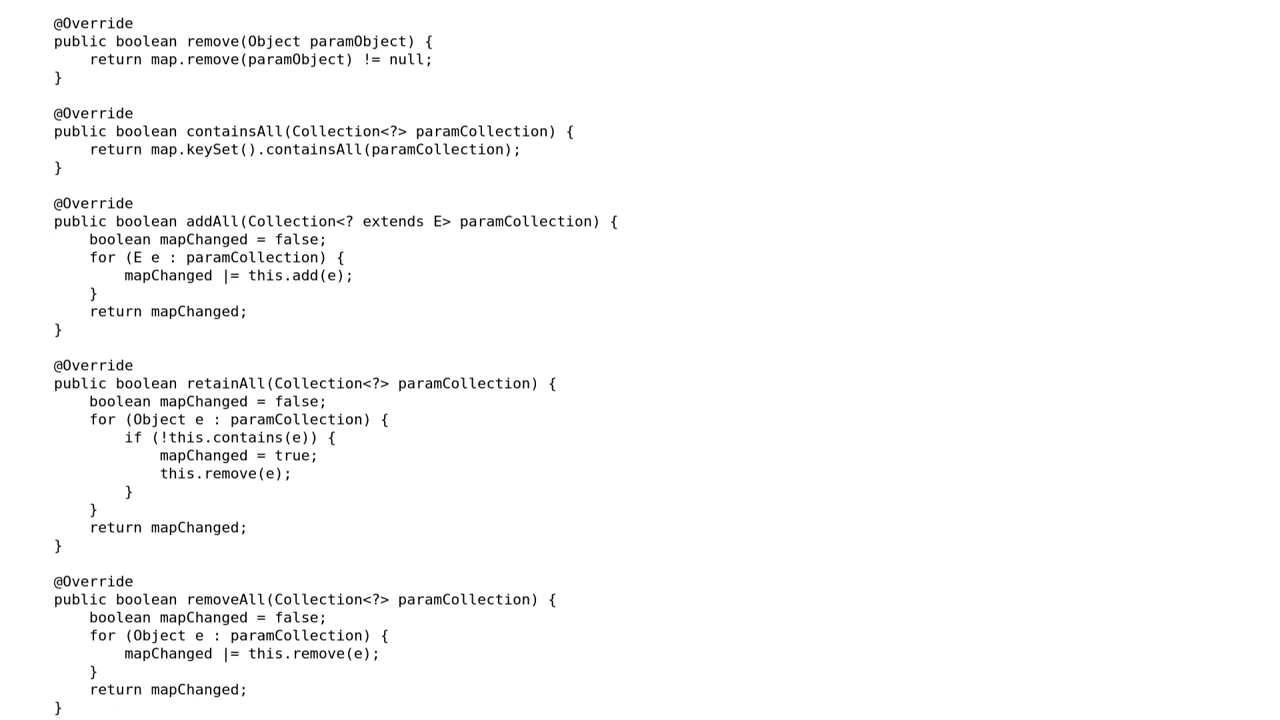 @Override
public boolean remove(Object paramObject) {
    return map.remove(paramObject) != null;
}

@Override
public boolean containsAll(Collection<?> paramCollection) {
    return map.keySet().containsAll(paramCollection);
}

@Override
public boolean addAll(Collection<? extends E> paramCollection) {
    boolean mapChanged = false;
    for (E e : paramCollection) {
        mapChanged |= this.add(e);
    }
    return mapChanged;
}

@Override
public boolean retainAll(Collection<?> paramCollection) {
    boolean mapChanged = false;
    for (Object e : paramCollection) {
        if (!this.contains(e)) {
            mapChanged = true;
            this.remove(e);
        }
    }
    return mapChanged;
}

@Override
public boolean removeAll(Collection<?> paramCollection) {
    boolean mapChanged = false;
    for (Object e : paramCollection) {
        mapChanged |= this.remove(e);
    }
    return mapChanged;
}